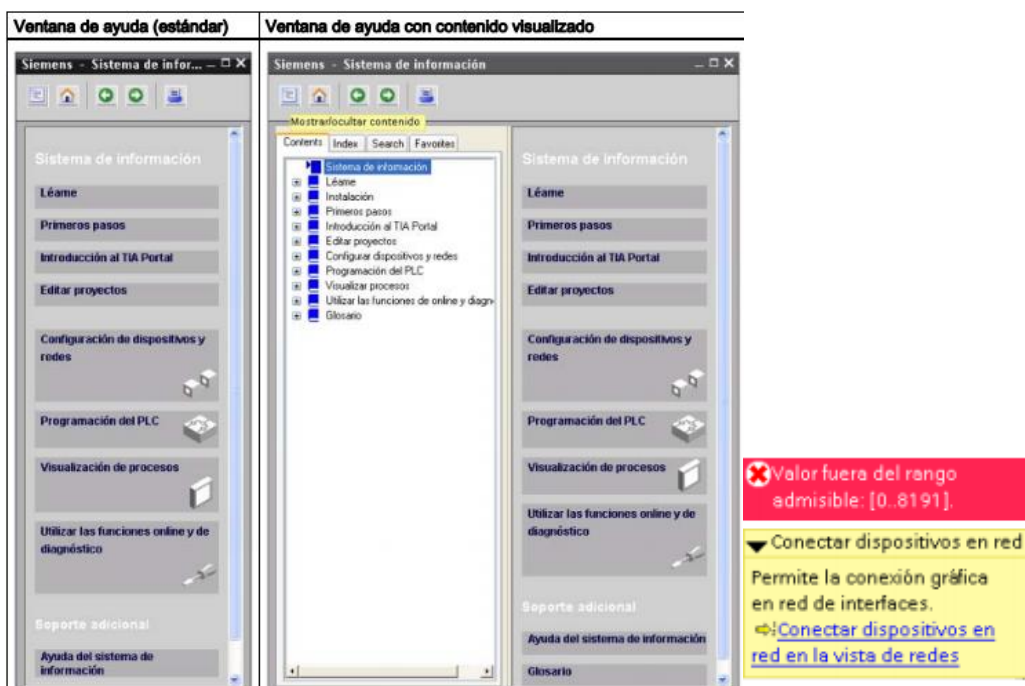 Ventana de ayuda (estándar)
Ventana de ayuda con contenido visualizado
Siemens - Sistema de infor...
Sistema de información
Léame
Primeros pasos
Introducción al TIA Portal
Editar proyectos
Configuración de dispositivos y
redes
Programación del PLC
Visualización de procesos
Utilizar las funciones online y de
diagnóstico
Soporte adicional
Ayuda del sistema de
información
Siemens - Sistema de información
Mostrar/ocultar contenido
Contents Index Search Favorites
Sistema de información
Léame
Instalación
Primeros pasos
Introducción al TIA Portal
Editar proyectos
Configurar dispositivos y redes
Programación del PLC
Visualizar procesos
Utilizar las funciones de online y diagn
Glosario
Sistema de información
Léame
Primeros pasos
Introducción al TIA Portal
Editar proyectos
Configuración de dispositivos y
redes
Programación del PLC
Visualización de procesos
Utilizar las funciones online y de
diagnóstico
Soporte adicional
Ayuda del sistema de información
Glosario
Valor fuera del rango
admisible: [0..8191].
Conectar dispositivos en red
Permite la conexión gráfica
en red de interfaces.
Conectar dispositivos en
red en la vista de redes